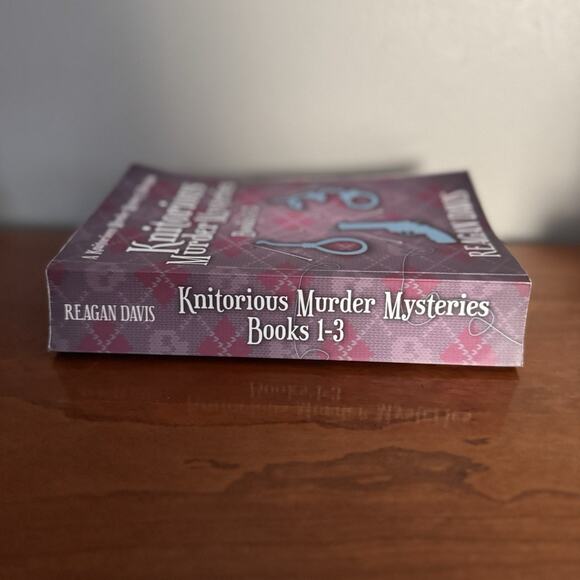 REAGAN DAVIS
Knitorious Murder Mysteries
Books 1-3
Knitorious
Murder Mysteries
REAGAN DAVIS